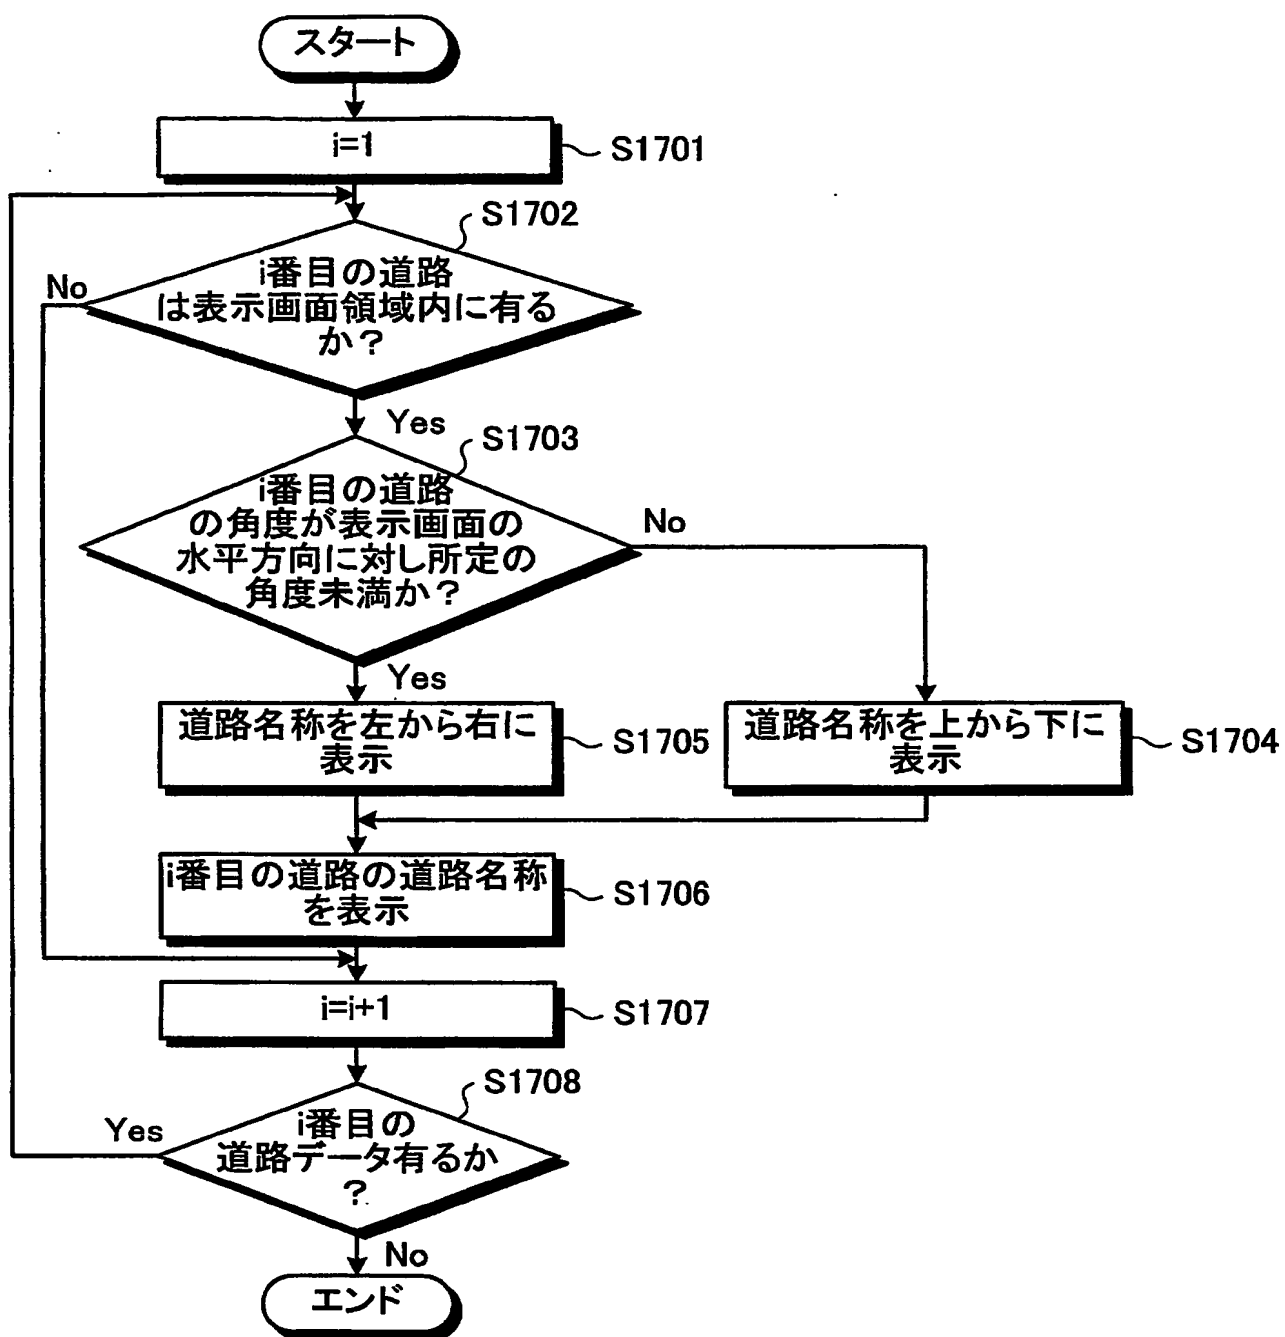 スタート
i=1
S1701
S1702
i番目の道路
は表示画面領域内に有る
か？
No
Yes
S1703
i番目の道路
の角度が表示画面の
水平方向に対し所定の
角度未満か？
No
Yes
道路名称を左から右に
表示
S1705
道路名称を上から下に
表示
S1704
i番目の道路の道路名称
を表示
S1706
i=i+1
S1707
S1708
i番目の
道路データ有るか
？
Yes
No
エンド